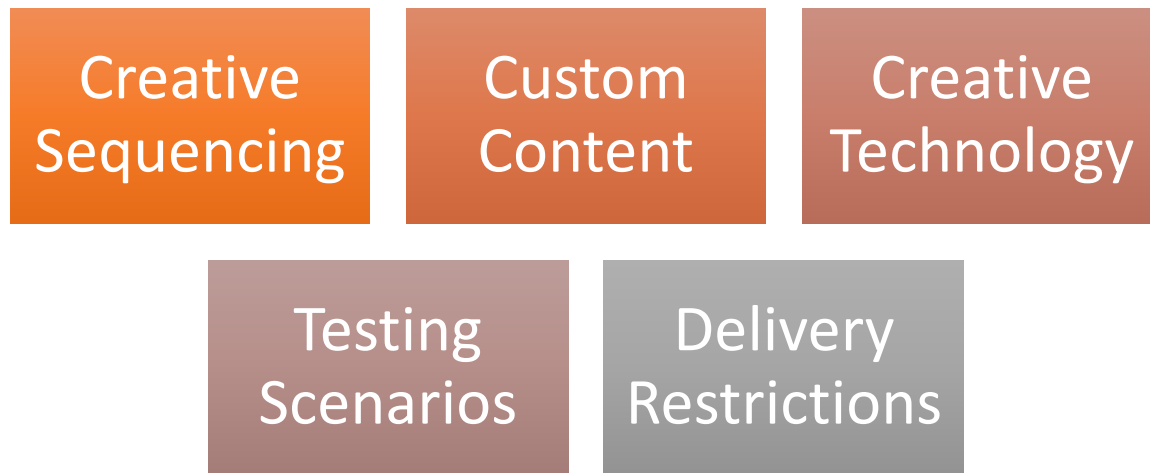 Creative
Sequencing
Custom
Content
Creative
Technology
Testing
Scenarios
Delivery
Restrictions